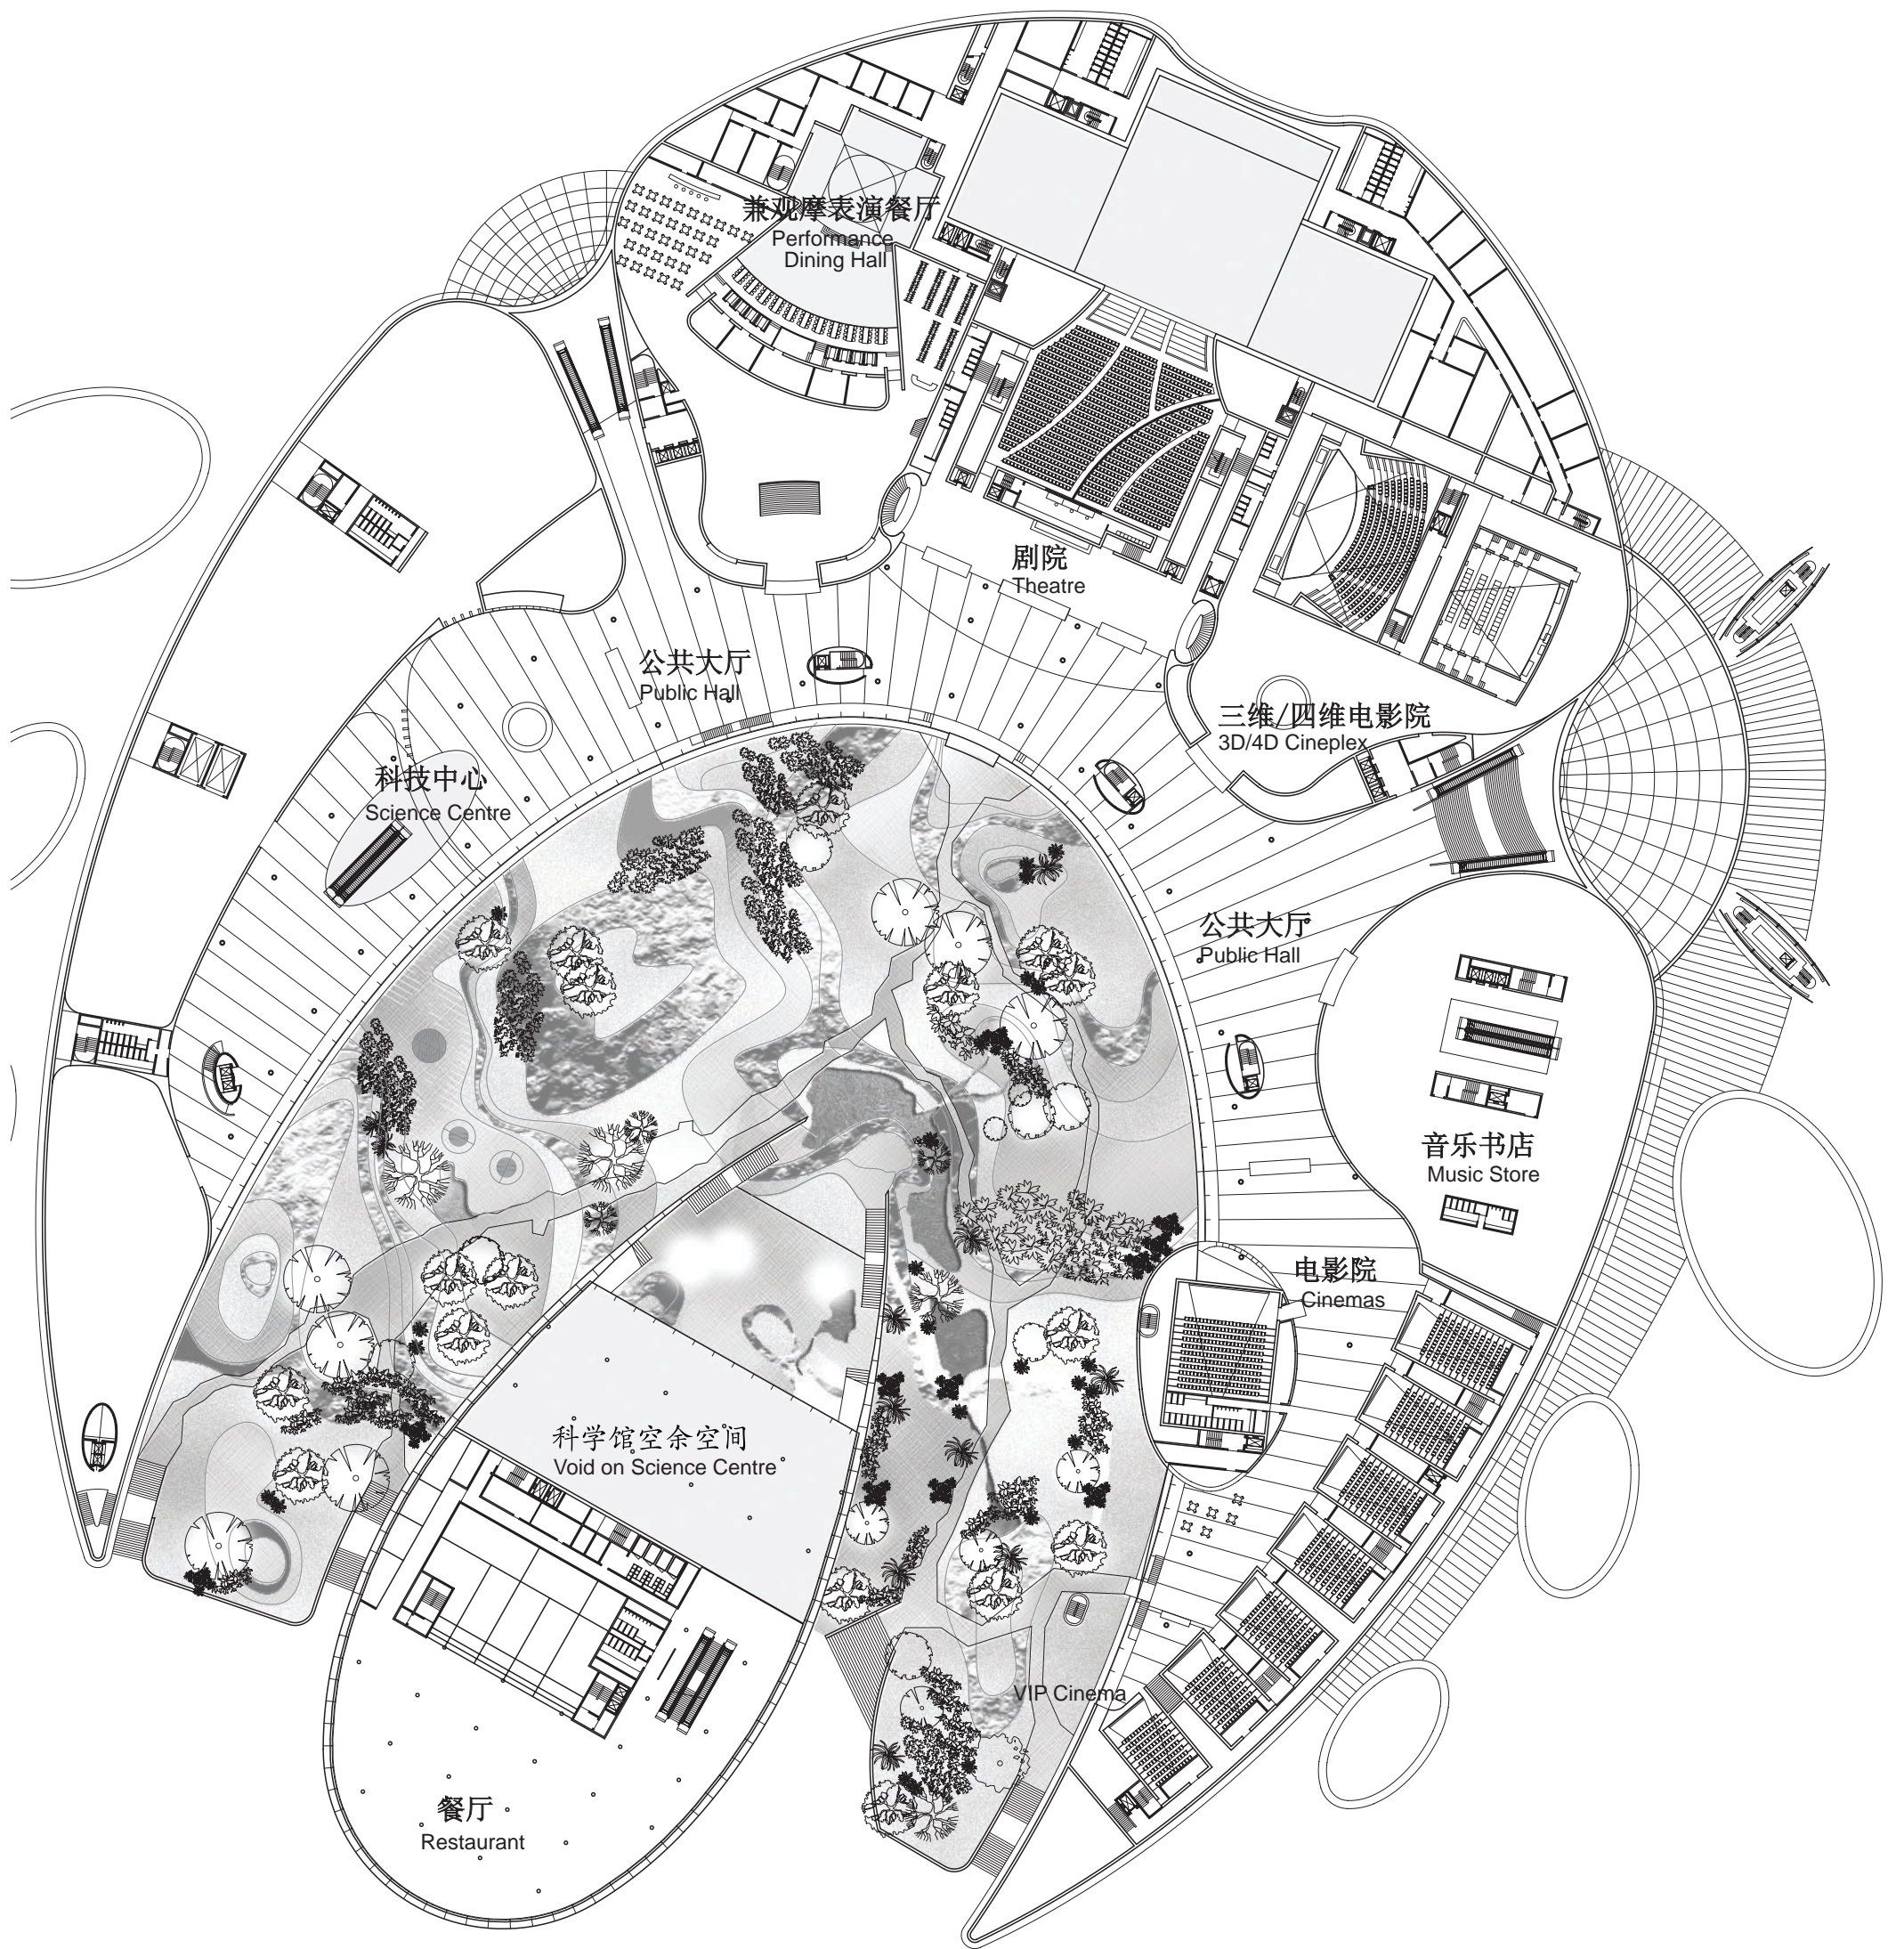 兼观摩表演餐厅
Performance
Dining Hall
剧院
Theatre
公共大厅
Public Hall
三维/四维电影院
3D/4D Cineplex
科技中心
Science Centre
公共大厅
Public Hall
音乐书店
Music Store
电影院
Cinemas
科学馆空余空间
Void on Science Centre
VIP Cinema
餐厅
Restaurant